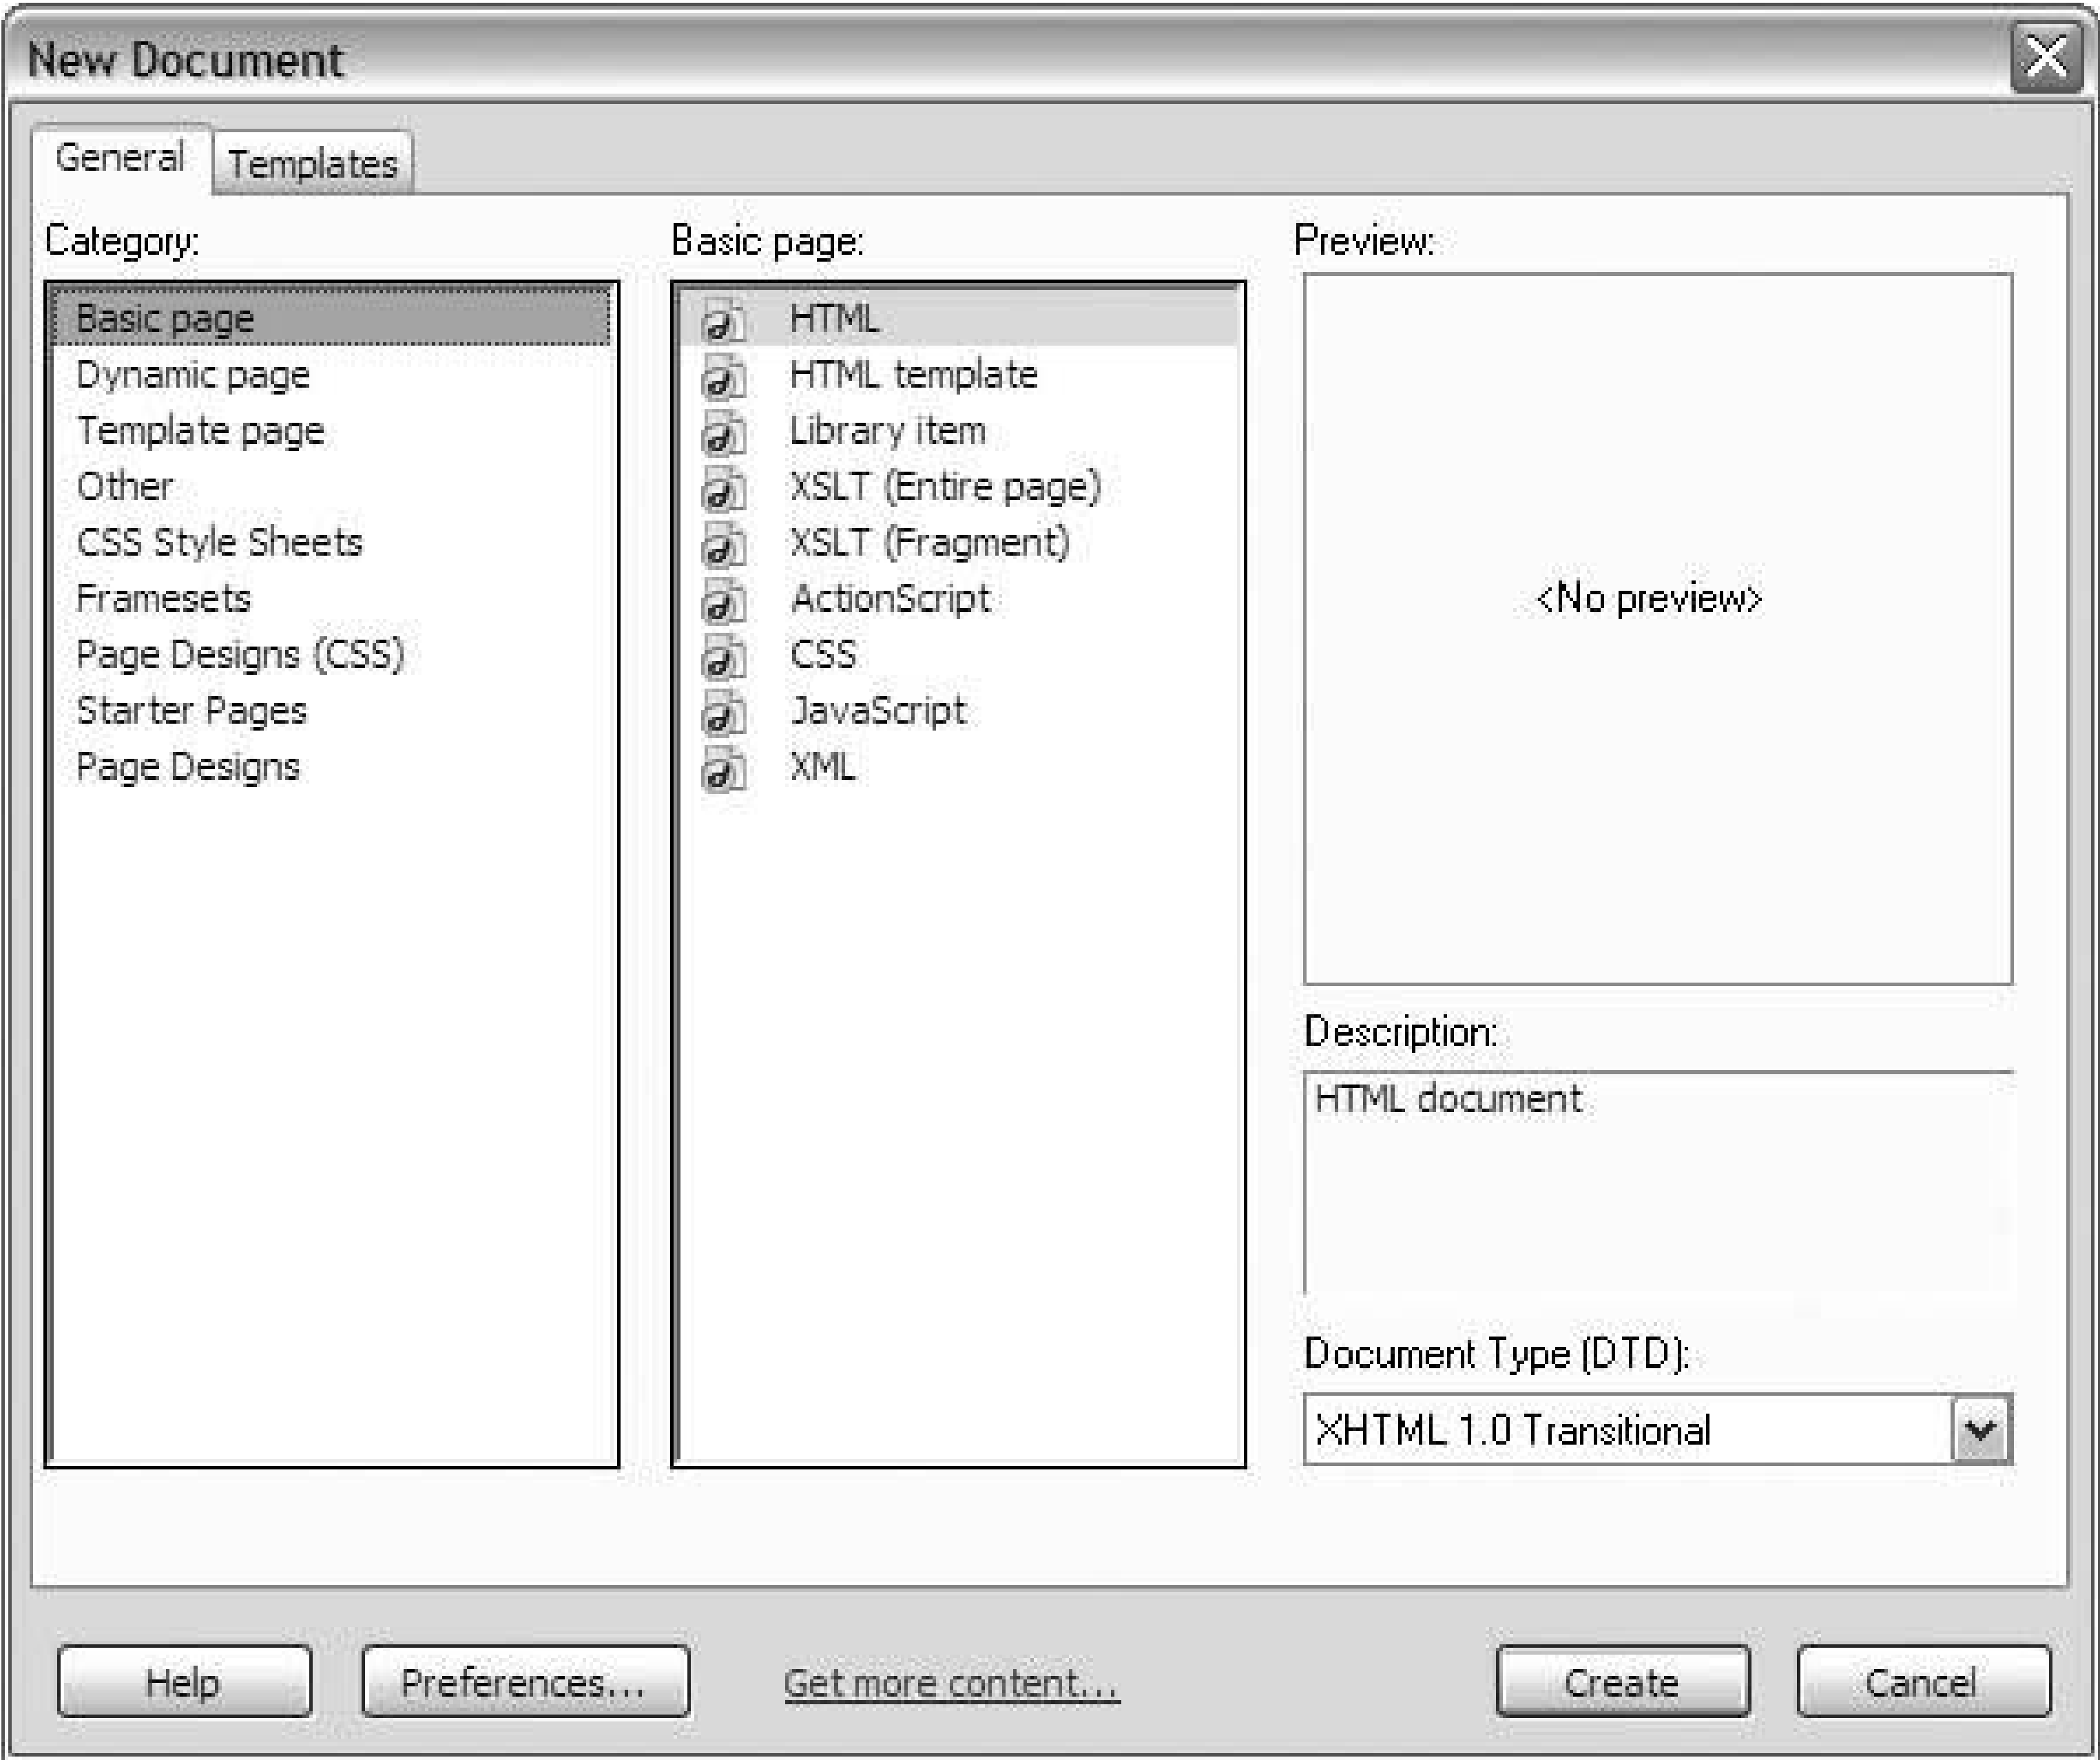 New Document
General
Templates
Category:
Basic page
Dynamic page
Template page
Other
CSS Style Sheets
Framesets
Page Designs (CSS)
Starter Pages
Page Designs
Basic page:
HTML
HTML template
Library item
XSLT (Entire page)
XSLT (Fragment)
ActionScript
CSS
JavaScript
XML
Preview:
<No preview>
Description:
HTML document
Document Type (DTD):
XHTML 1.0 Transitional
Help
Preferences...
Get more content...
Create
Cancel